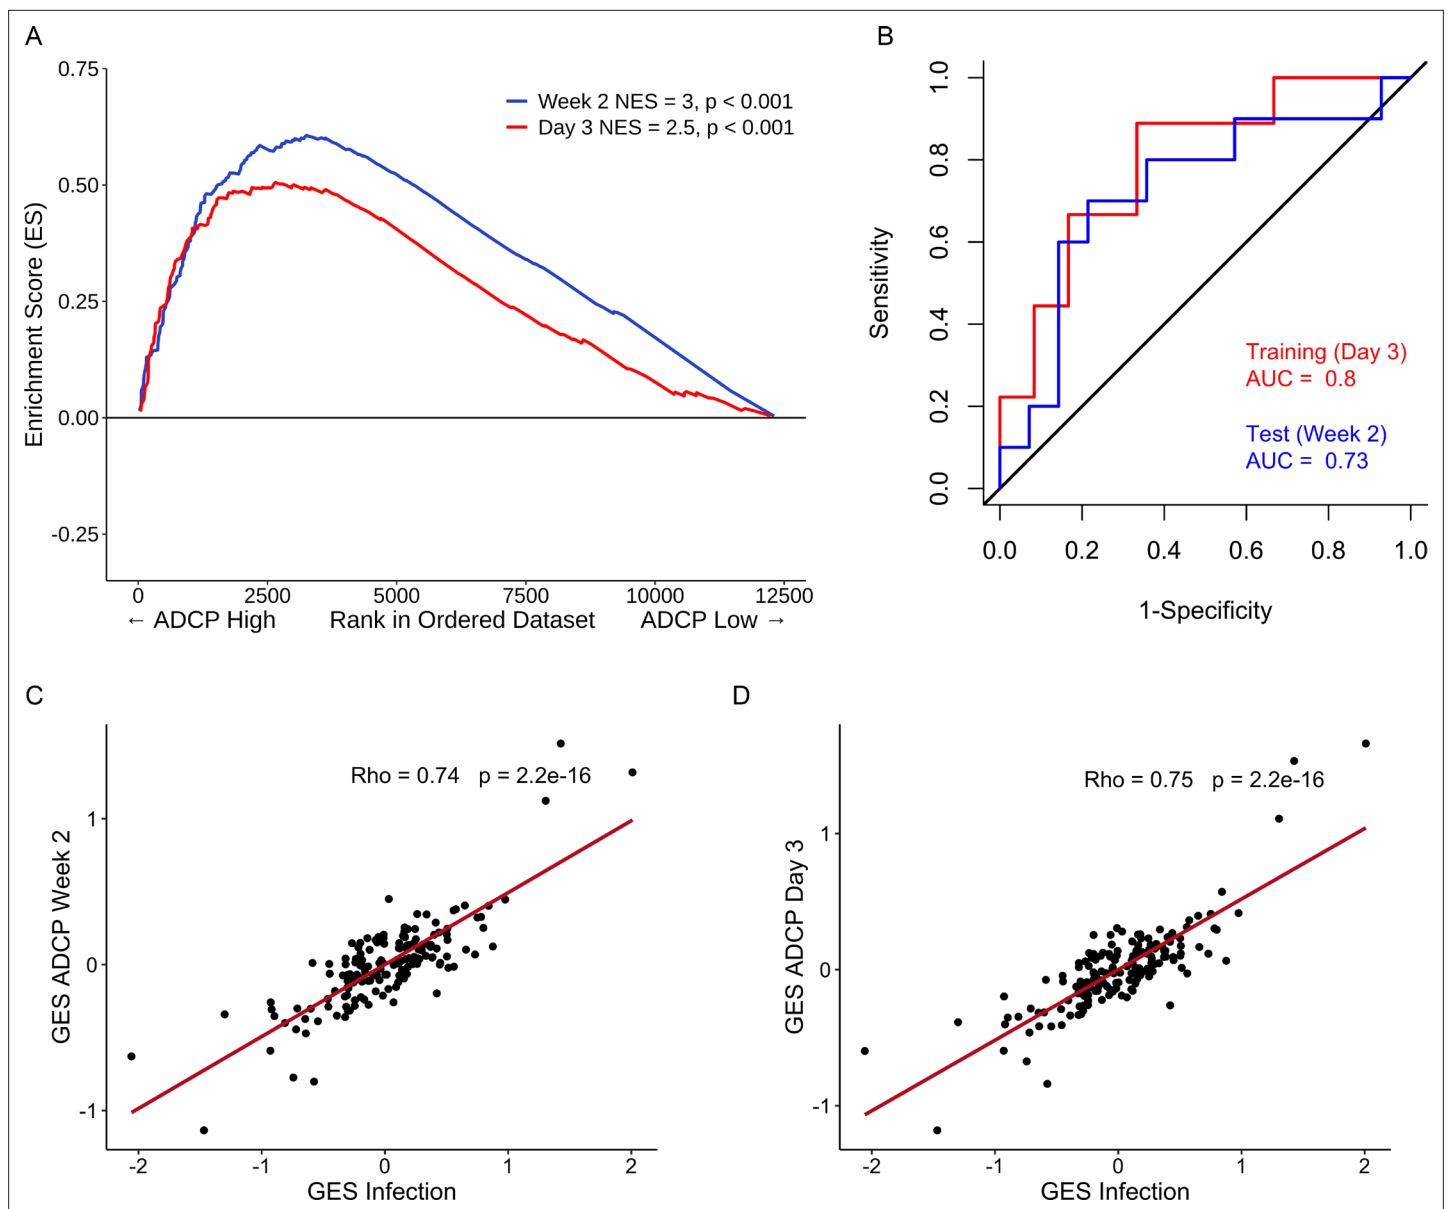 A
0.75
0.50
0.25
0.00
-0.25
Enrichment Score (ES)
Week 2 NES = 3, p < 0.001
Day 3 NES = 2.5, p < 0.001
0 2500 5000 7500 10000 12500
← ADCP High Rank in Ordered Dataset ADCP Low →
B
1.0
0.8
0.6
0.4
0.2
0.0
Sensitivity
Training (Day 3)
AUC = 0.8
Test (Week 2)
AUC = 0.73
0.0 0.2 0.4 0.6 0.8 1.0
1-Specificity
C
Rho = 0.74 p = 2.2e-16
1
0
-1
GES ADCP Week 2
-2 -1 0 1 2
GES Infection
D
Rho = 0.75 p = 2.2e-16
1
0
-1
GES ADCP Day 3
-2 -1 0 1 2
GES Infection